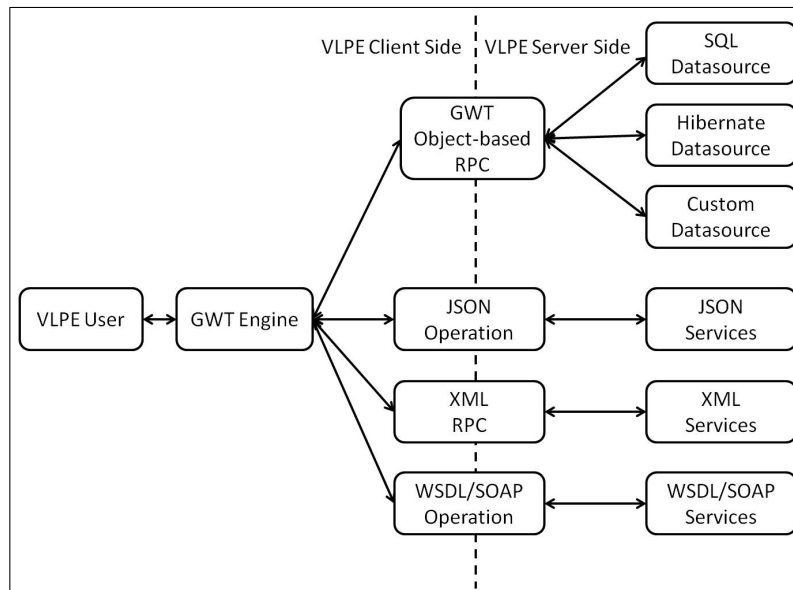 VLPE Client Side
VLPE Server Side
SQL
Datasource
GWT
Object-based
RPC
Hibernate
Datasource
Custom
Datasource
VLPE User
GWT Engine
JSON
Operation
JSON
Services
XML
RPC
XML
Services
WSDL/SOAP
Operation
WSDL/SOAP
Services